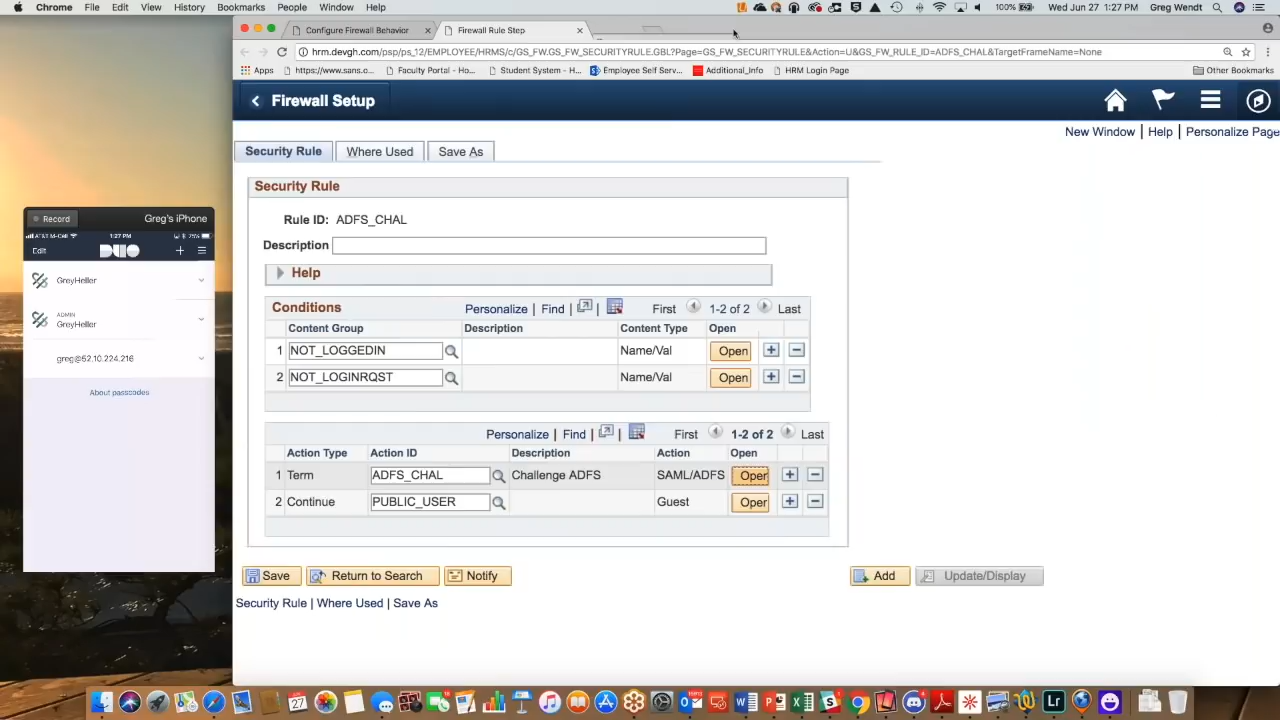 Chrome File Edit View History Bookmarks People Window Help 100% Wed Jun 27 1:27 PM Greg Wendt
Configure Firewall Behavior × Firewall Rule Step ×
hrm.devgh.com/psp/ps_12/EMPLOYEE/HRMS/c/GS_FW.GS_FW_SECURITYRULE.GBL?Page=GS_FW_SECURITYRULE&Action=U&GS_FW_RULE_ID=ADFS_CHAL&TargetFrameName=None
Apps https://www.sans.o... Faculty Portal - Ho... Student System - H... Employee Self Serv... Additional_Info HRM Login Page Other Bookmarks
Firewall Setup
New Window | Help | Personalize Page
Security Rule Where Used Save As
Security Rule
Rule ID: ADFS_CHAL
Description
Help
Conditions Personalize | Find | First 1-2 of 2 Last
Content Group Description Content Type Open
1 NOT_LOGGEDIN Name/Val Open
2 NOT_LOGINRQST Name/Val Open
Personalize | Find | First 1-2 of 2 Last
Action Type Action ID Description Action Open
1 Term ADFS_CHAL Challenge ADFS SAML/ADFS Oper
2 Continue PUBLIC_USER Guest Oper
Save Return to Search Notify Add Update/Display
Security Rule | Where Used | Save As
Record Greg's iPhone
1:27 PM 75%
Edit DUO +
GreyHeller
ADMIN
GreyHeller
greg@52.10.224.216
About passcodes